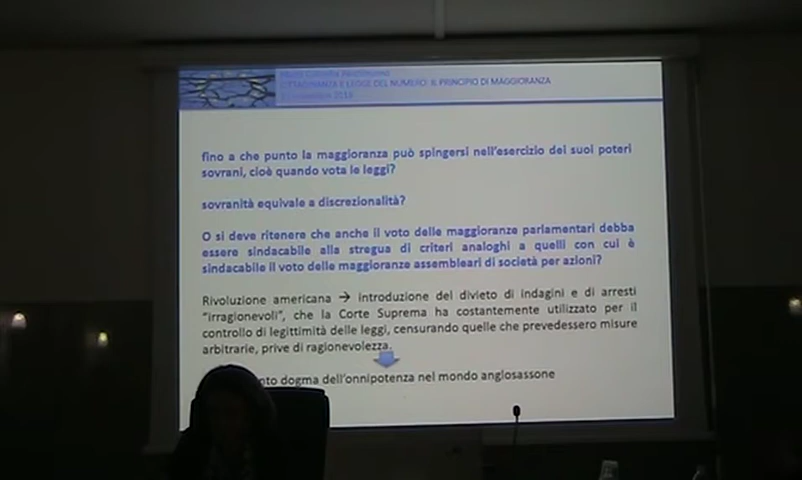 CITTADINANZA E LEGGE DEL NUMERO: IL PRINCIPIO DI MAGGIORANZA
fino a che punto la maggioranza può spingersi nell'esercizio dei suoi poteri
sovrani, cioè quando vota le leggi?
sovranità equivale a discrezionalità?
O si deve ritenere che anche il voto delle maggioranze parlamentari debba
essere sindacabile alla stregua di criteri analoghi a quelli con cui è
sindacabile il voto delle maggioranze assembleari di società per azioni?
Rivoluzione americana → introduzione del divieto di indagini e di arresti
"irragionevoli", che la Corte Suprema ha costantemente utilizzato per il
controllo di legittimità delle leggi, censurando quelle che prevedessero misure
arbitrarie, prive di ragionevolezza.
dogma dell'onnipotenza nel mondo anglosassone